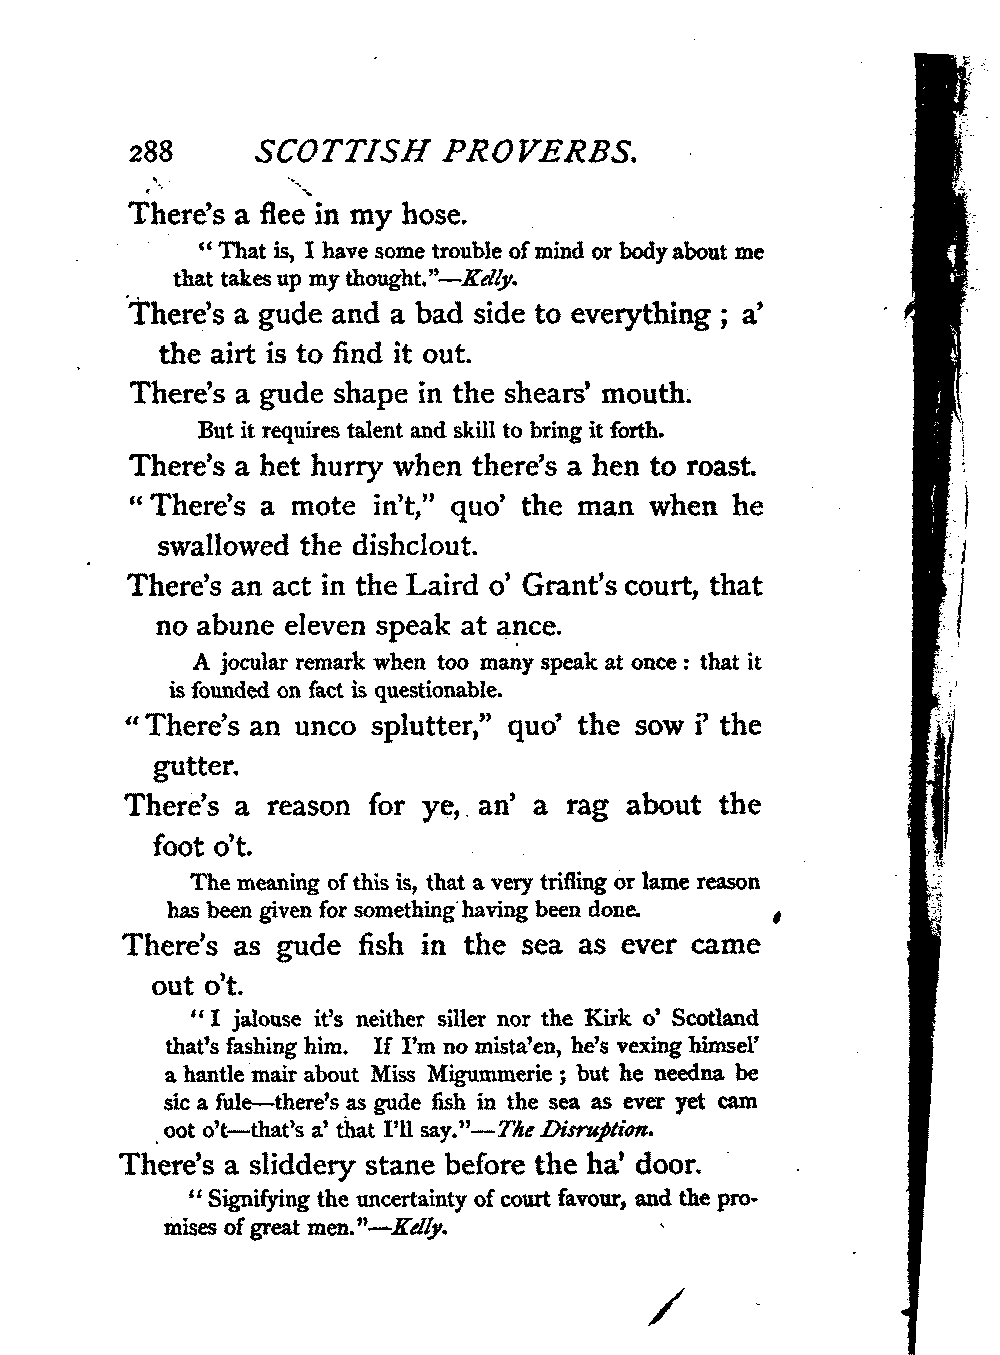 288 SCOTTISH PROVERBS.
There's a flee in my hose.
"That is, I have some trouble of mind or body about me
that takes up my thought."—Kelly.
There's a gude and a bad side to everything; a'
the airt is to find it out.
There's a gude shape in the shears' mouth.
But it requires talent and skill to bring it forth.
There's a het hurry when there's a hen to roast.
"There's a mote in't," quo' the man when he
swallowed the dishclout.
There's an act in the Laird o' Grant's court, that
no abune eleven speak at ance.
A jocular remark when too many speak at once: that it
is founded on fact is questionable.
"There's an unco splutter," quo' the sow i' the
gutter.
There's a reason for ye, an' a rag about the
foot o't.
The meaning of this is, that a very trifling or lame reason
has been given for something having been done.
There's as gude fish in the sea as ever came
out o't.
"I jalouse it's neither siller nor the Kirk o' Scotland
that's fashing him. If I'm no mista'en, he's vexing himsel'
a hantle mair about Miss Migummerie; but he needna be
sic a fule—there's as gude fish in the sea as ever yet cam
oot o't—that's a' that I'll say."—The Disruption.
There's a sliddery stane before the ha' door.
"Signifying the uncertainty of court favour, and the pro-
mises of great men."—Kelly.